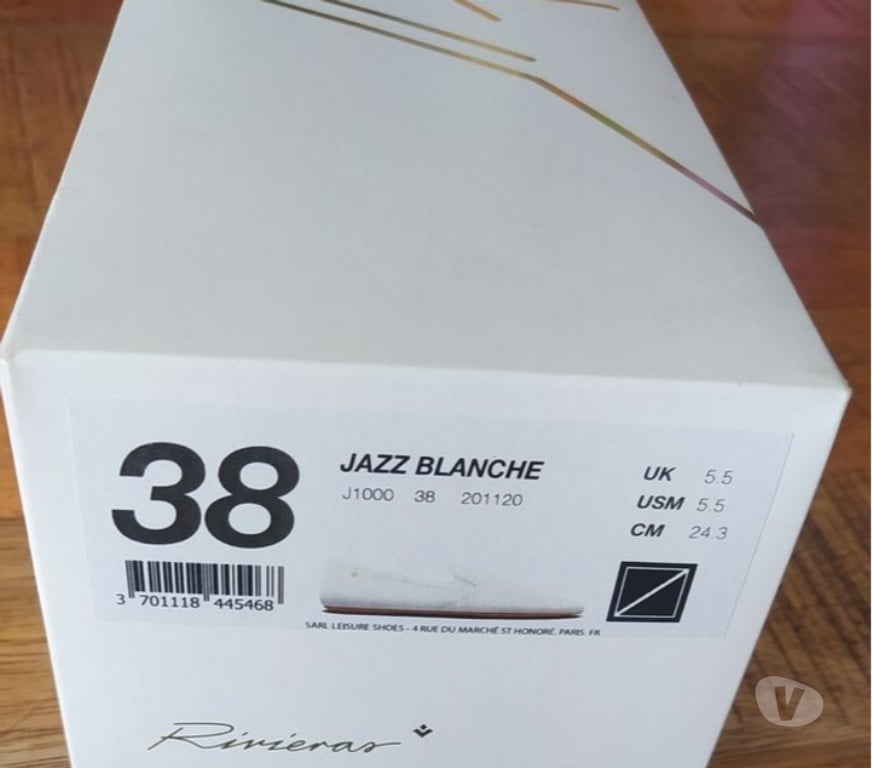 38
JAZZ BLANCHE
J1000 38 201120
UK 5.5
USM 5.5
CM 24.3
3 701118 445468
SARL LEISURE SHOES - 4 RUE DU MARCHÉ ST HONORÉ. PARIS. FR
Rivieras
V